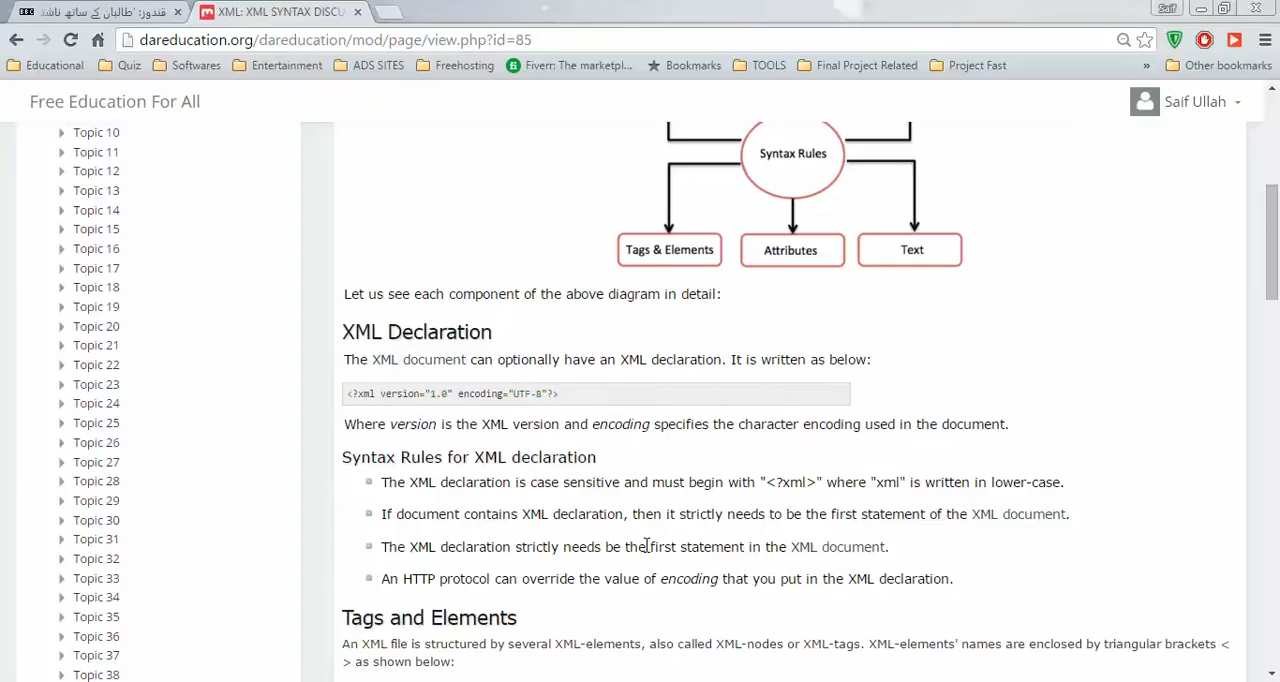 BBC قندوز: 'طالبان کے ساتھ ناشتہ
XML: XML SYNTAX DISCU
Saif
dareducation.org/dareducation/mod/page/view.php?id=85
Educational Quiz Softwares Entertainment ADS SITES Freehosting Fiverr: The marketpl... Bookmarks TOOLS Final Project Related Project Fast » Other bookmarks
Free Education For All
Saif Ullah
Topic 10
Topic 11
Topic 12
Topic 13
Topic 14
Topic 15
Topic 16
Topic 17
Topic 18
Topic 19
Topic 20
Topic 21
Topic 22
Topic 23
Topic 24
Topic 25
Topic 26
Topic 27
Topic 28
Topic 29
Topic 30
Topic 31
Topic 32
Topic 33
Topic 34
Topic 35
Topic 36
Topic 37
Topic 38
Syntax Rules
Tags & Elements
Attributes
Text
Let us see each component of the above diagram in detail:
XML Declaration
The XML document can optionally have an XML declaration. It is written as below:
<?xml version="1.0" encoding="UTF-8"?>
Where version is the XML version and encoding specifies the character encoding used in the document.
Syntax Rules for XML declaration
The XML declaration is case sensitive and must begin with "<?xml>" where "xml" is written in lower-case.
If document contains XML declaration, then it strictly needs to be the first statement of the XML document.
The XML declaration strictly needs be the first statement in the XML document.
An HTTP protocol can override the value of encoding that you put in the XML declaration.
Tags and Elements
An XML file is structured by several XML-elements, also called XML-nodes or XML-tags. XML-elements' names are enclosed by triangular brackets <
> as shown below: